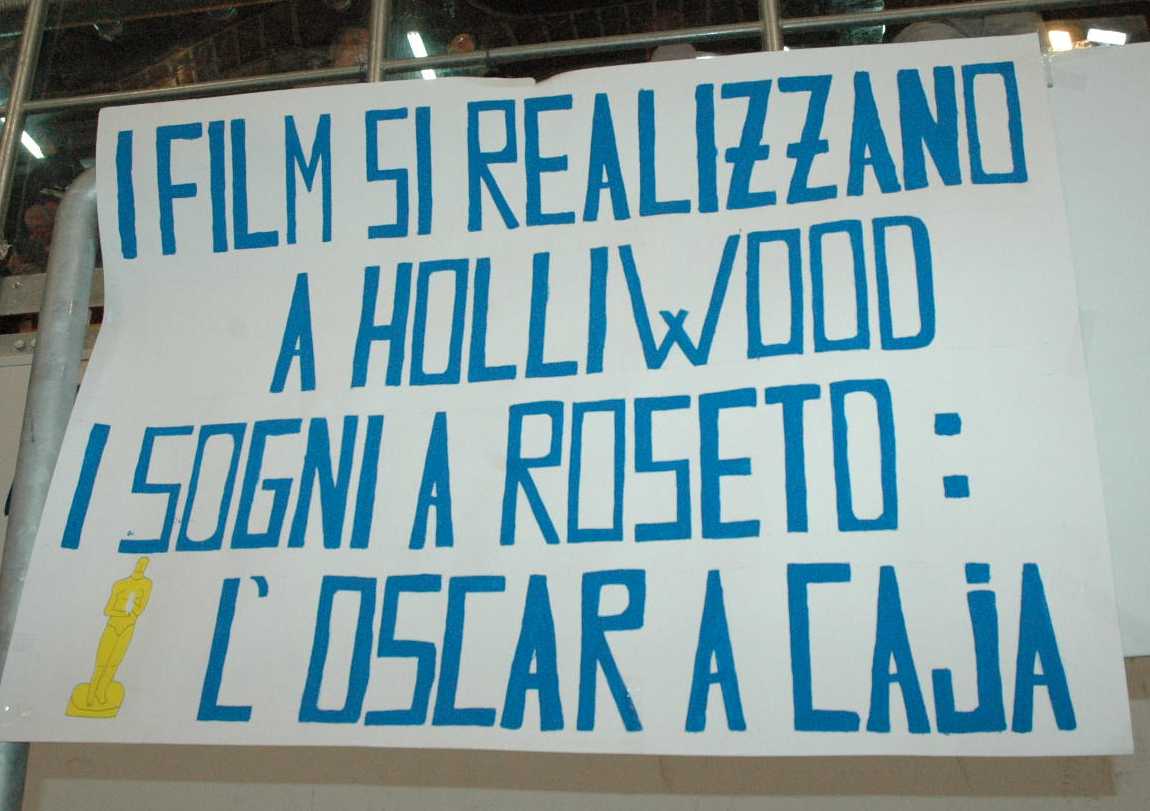 I FILM SI REALIZZANO
A HOLLIWOOD
I SOGNI A ROSETO :
L' OSCAR A CAJA